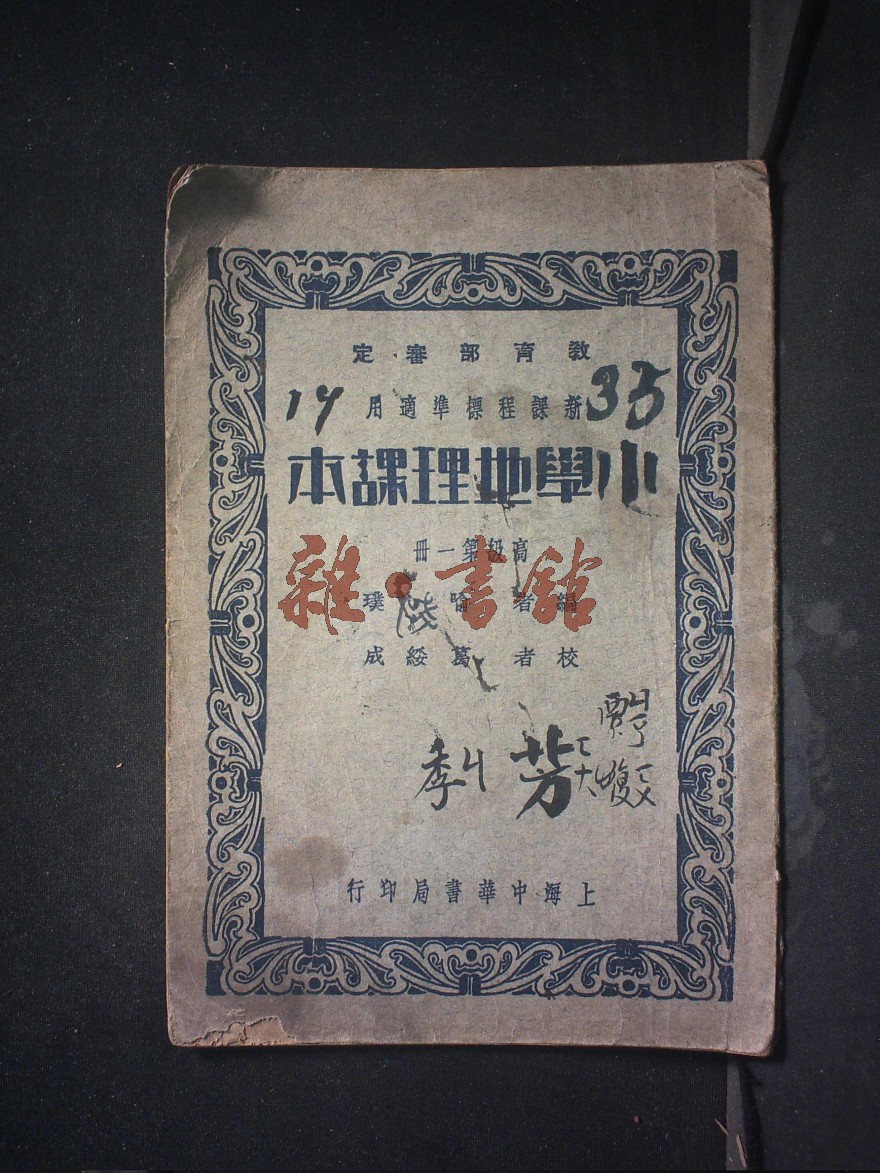 教育部審定
新課程標準適用
35
17
小學地理課本
高級第一冊
編者 喻璞
雜·書館
校者 葛綏成
芳
上海中華書局印行